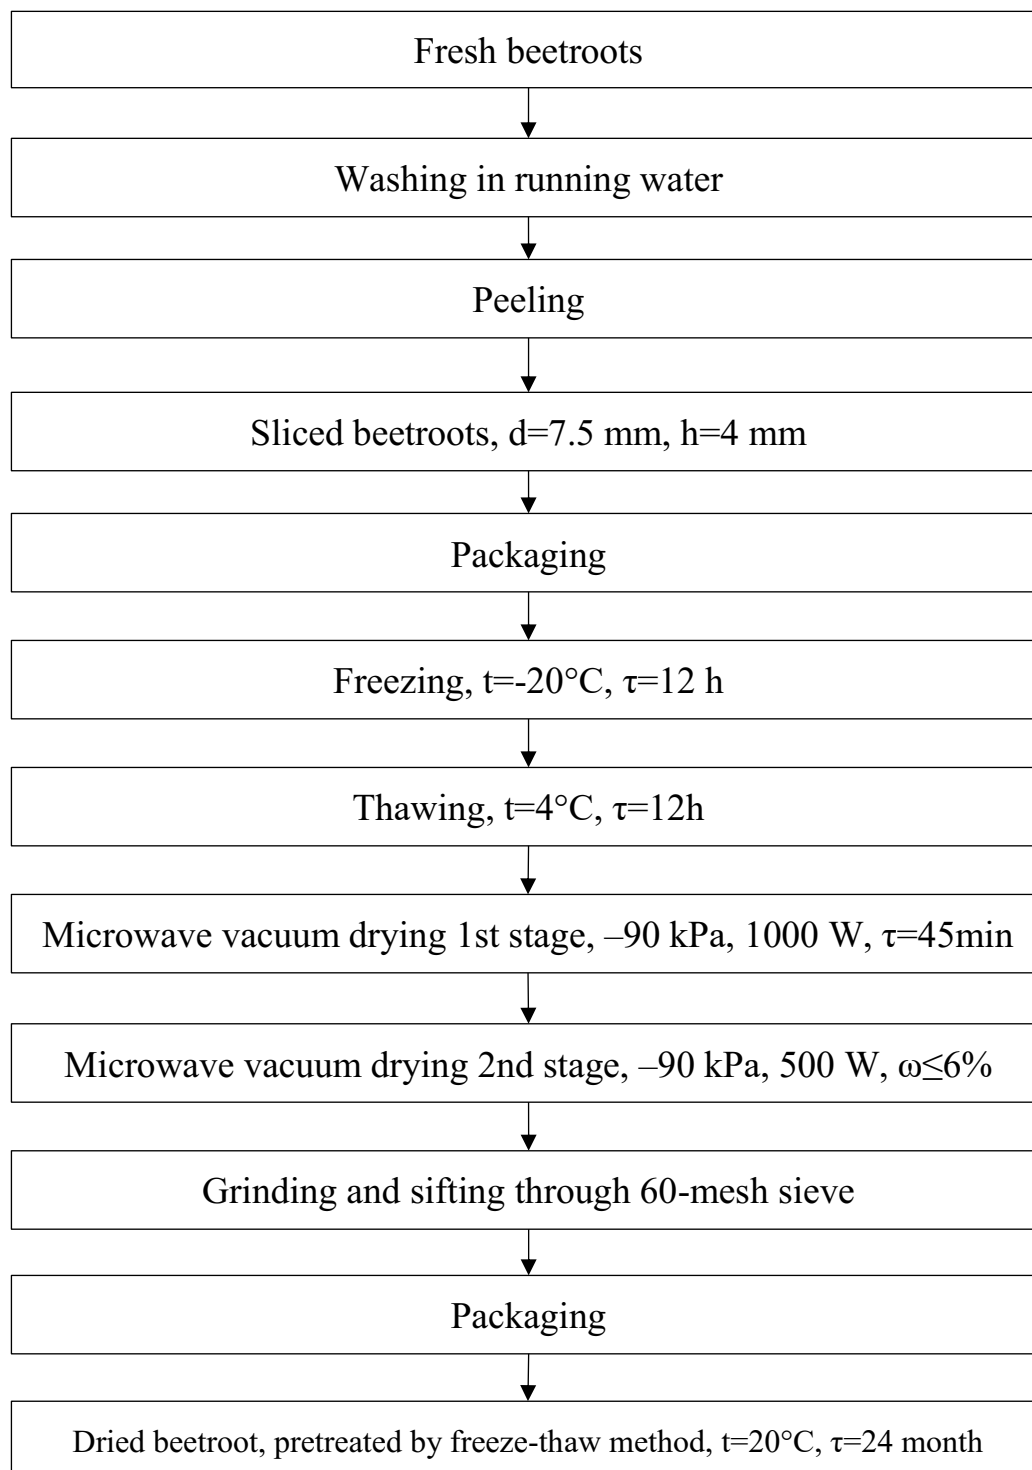 Fresh beetroots
Washing in running water
Peeling
Sliced beetroots, d=7.5 mm, h=4 mm
Packaging
Freezing, t=-20°C, τ=12 h
Thawing, t=4°C, τ=12h
Microwave vacuum drying 1st stage, –90 kPa, 1000 W, τ=45min
Microwave vacuum drying 2nd stage, –90 kPa, 500 W, ω≤6%
Grinding and sifting through 60-mesh sieve
Packaging
Dried beetroot, pretreated by freeze-thaw method, t=20°C, τ=24 month